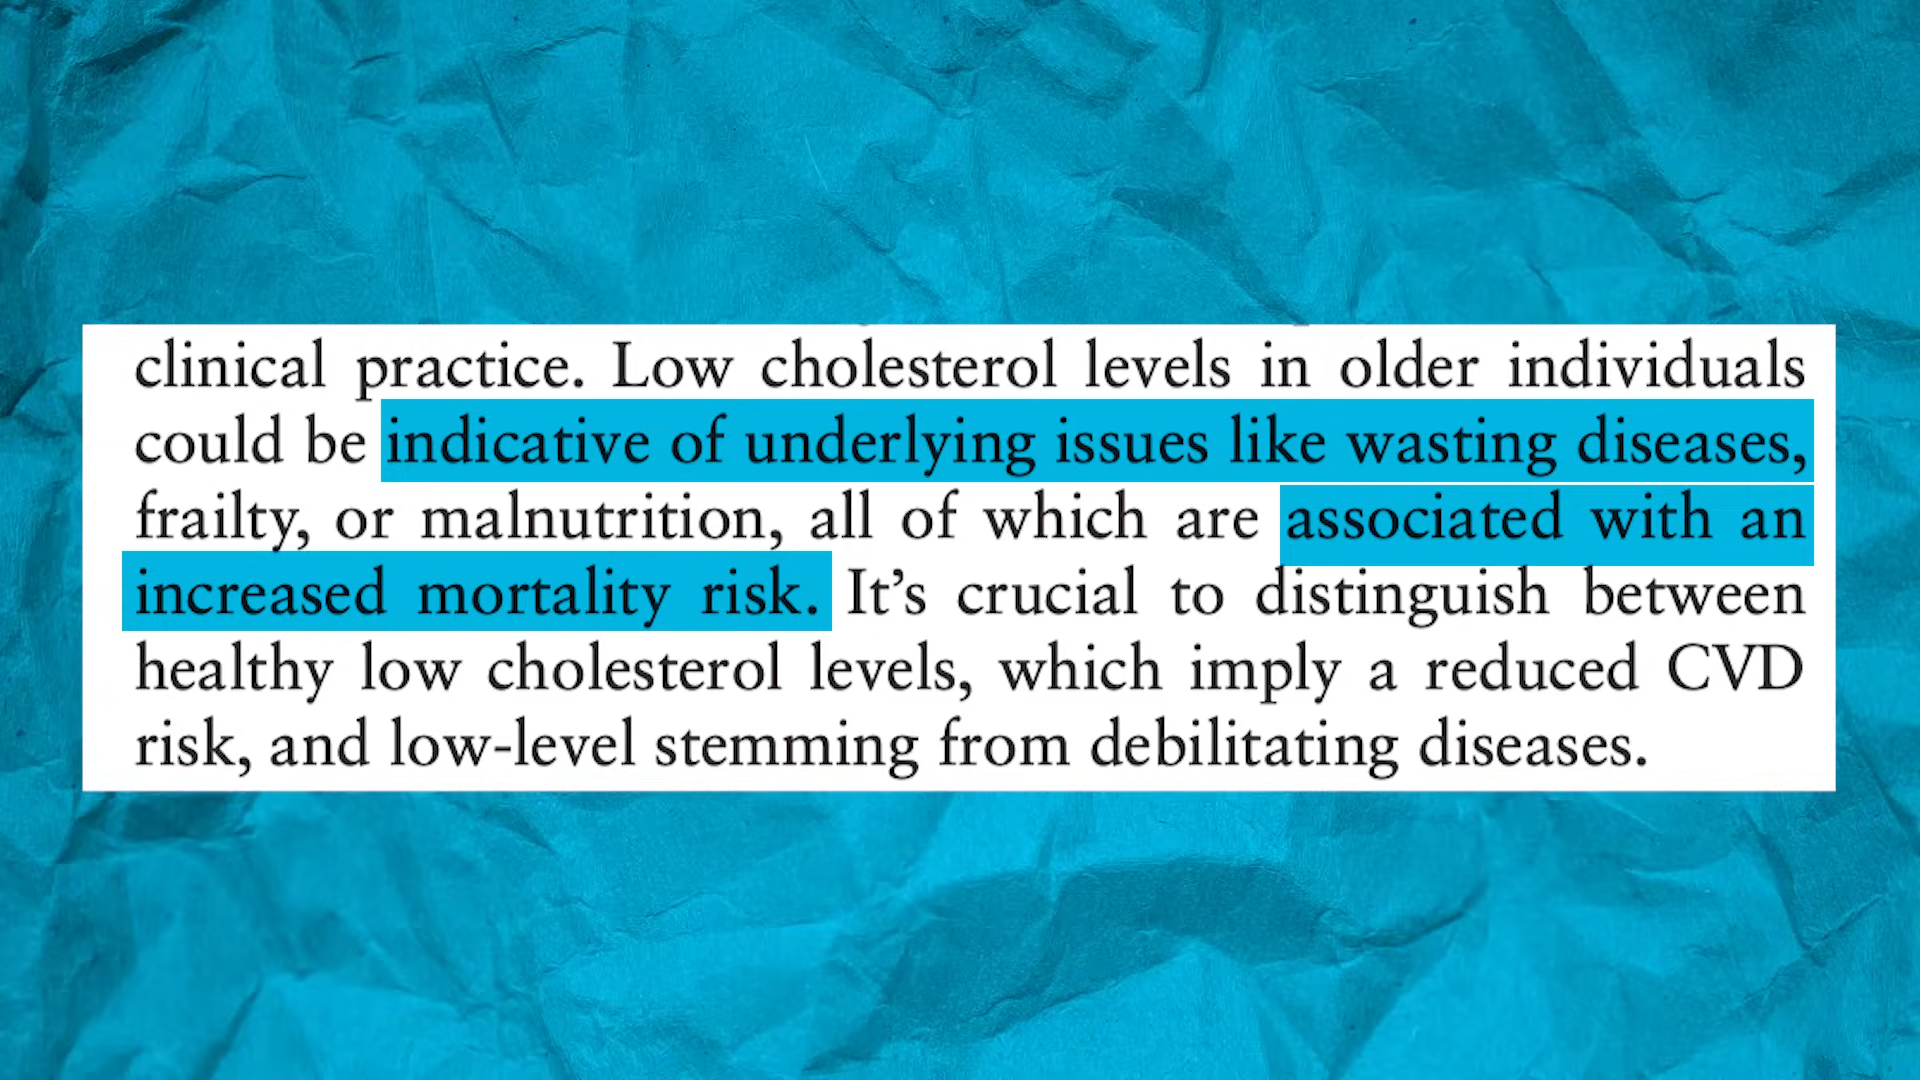 clinical practice. Low cholesterol levels in older individuals
could be indicative of underlying issues like wasting diseases,
frailty, or malnutrition, all of which are associated with an
increased mortality risk. It’s crucial to distinguish between
healthy low cholesterol levels, which imply a reduced CVD
risk, and low-level stemming from debilitating diseases.